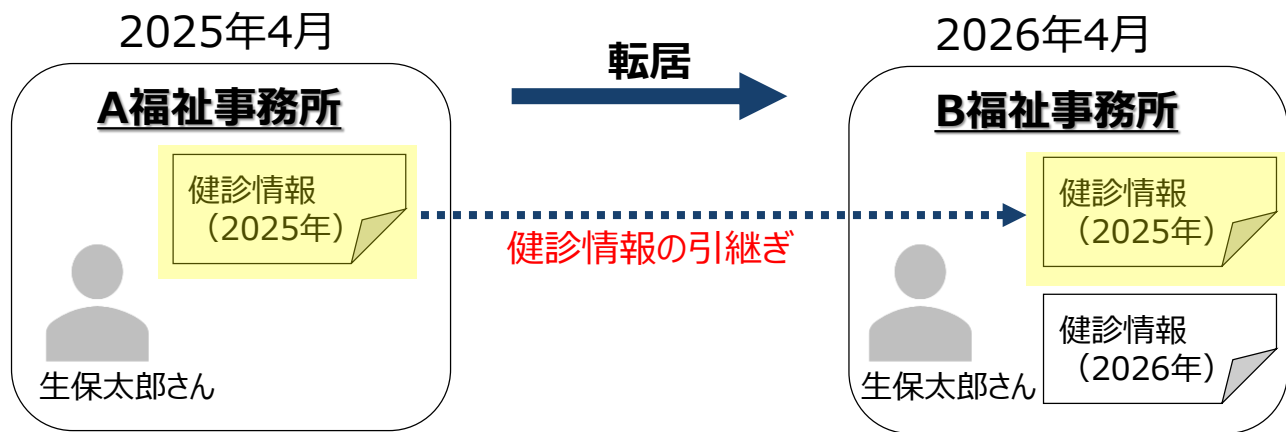 2025年4月
A福祉事務所
健診情報
（2025年）
生保太郎さん
転居
健診情報の引継ぎ
2026年4月
B福祉事務所
健診情報
（2025年）
健診情報
（2026年）
生保太郎さん